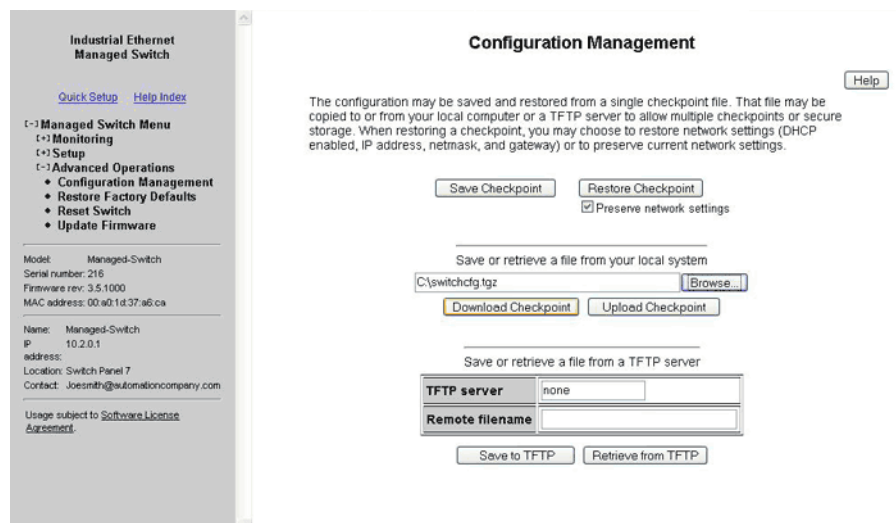 Industrial Ethernet
Managed Switch
Quick Setup Help Index
[-] Managed Switch Menu
[+] Monitoring
[+] Setup
[-] Advanced Operations
◆ Configuration Management
◆ Restore Factory Defaults
◆ Reset Switch
◆ Update Firmware
Model: Managed-Switch
Serial number: 216
Firmware rev: 3.5.1000
MAC address: 00:a0:1d:37:a6:ca
Name: Managed-Switch
IP 10.2.0.1
address:
Location: Switch Panel 7
Contact: Joesmith@automationcompany.com
Usage subject to Software License
Agreement.
Configuration Management
Help
The configuration may be saved and restored from a single checkpoint file. That file may be
copied to or from your local computer or a TFTP server to allow multiple checkpoints or secure
storage. When restoring a checkpoint, you may choose to restore network settings (DHCP
enabled, IP address, netmask, and gateway) or to preserve current network settings.
Save Checkpoint Restore Checkpoint
Preserve network settings
Save or retrieve a file from your local system
C:\switchcfg.tgz Browse...
Download Checkpoint Upload Checkpoint
Save or retrieve a file from a TFTP server
TFTP server none
Remote filename
Save to TFTP Retrieve from TFTP